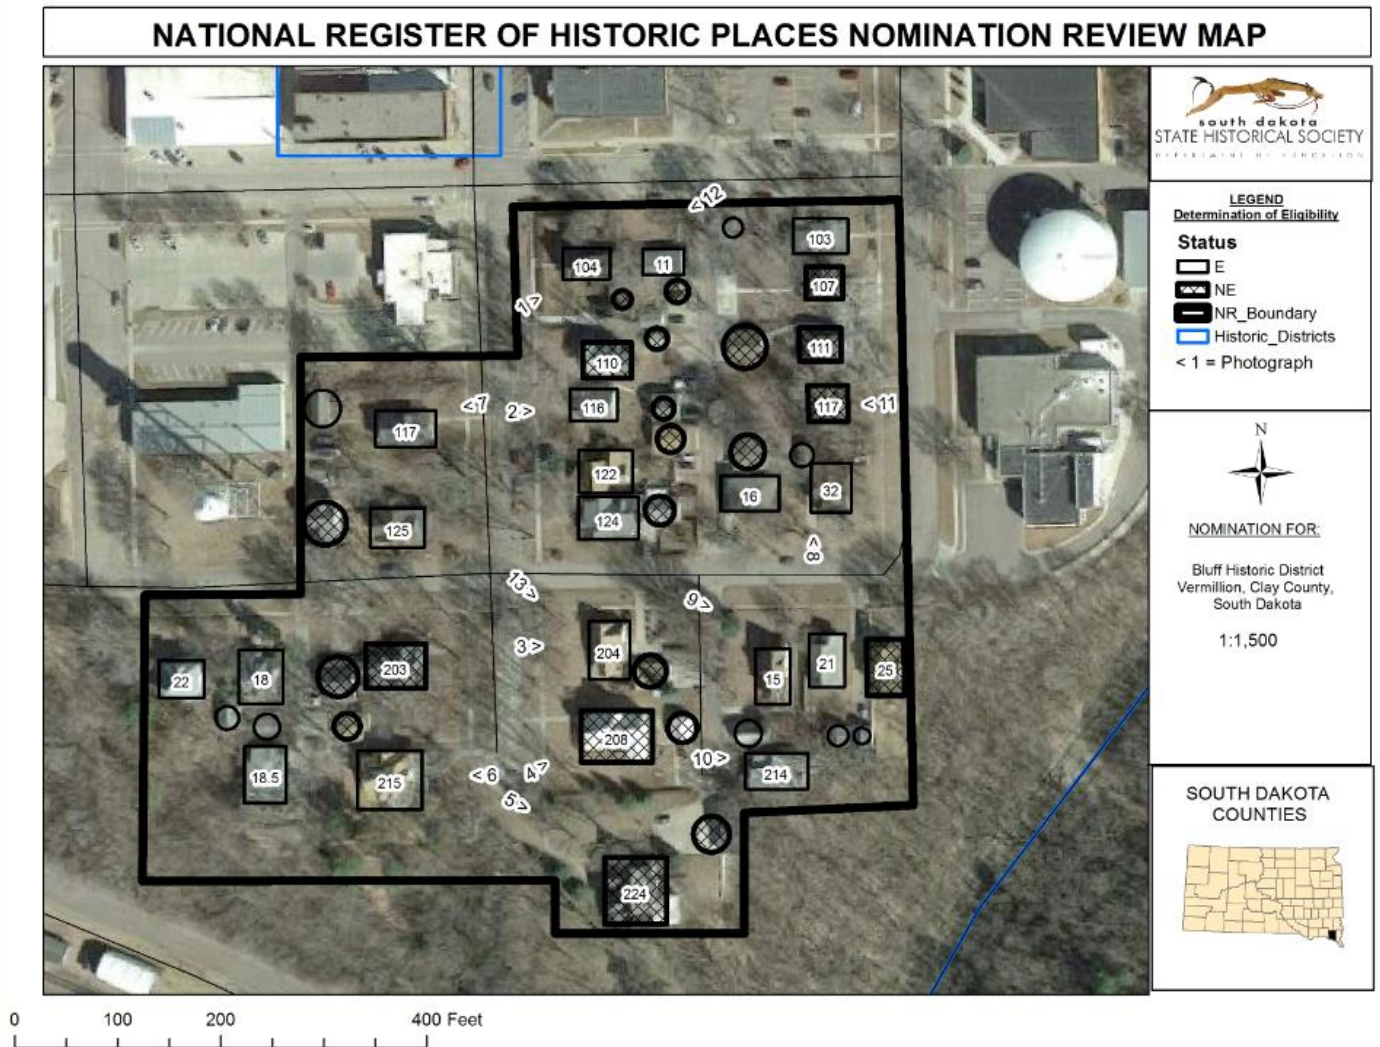 NATIONAL REGISTER OF HISTORIC PLACES NOMINATION REVIEW MAP
south dakota
STATE HISTORICAL SOCIETY
DEPARTMENT OF EDUCATION
LEGEND
Determination of Eligibility
Status
E
NE
NR_Boundary
Historic_Districts
< 1 = Photograph
N
NOMINATION FOR:
Bluff Historic District
Vermillion, Clay County,
South Dakota
1:1,500
SOUTH DAKOTA
COUNTIES
< 12
103
104
11
107
1 >
110
111
116
117
< 11
< 7
2 >
117
122
16
32
124
125
8 >
13 >
9 >
3 >
204
203
22
18
15
21
25
208
10 >
214
18.5
215
< 6
4 >
5 >
224
0 100 200 400 Feet